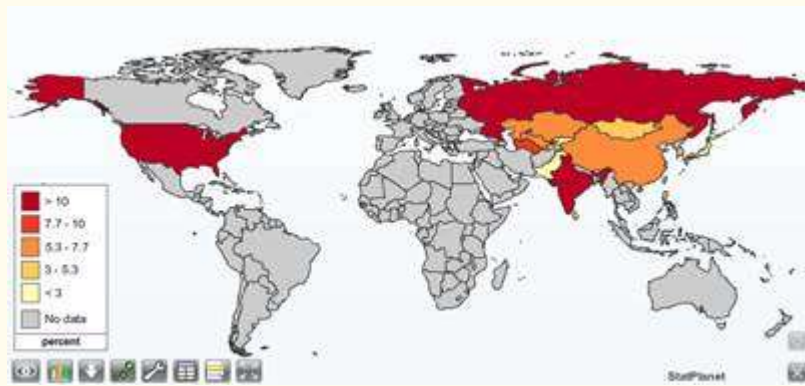 > 10
7.7 - 10
5.3 - 7.7
3 - 5.3
< 3
No data
percent
StatPlanet